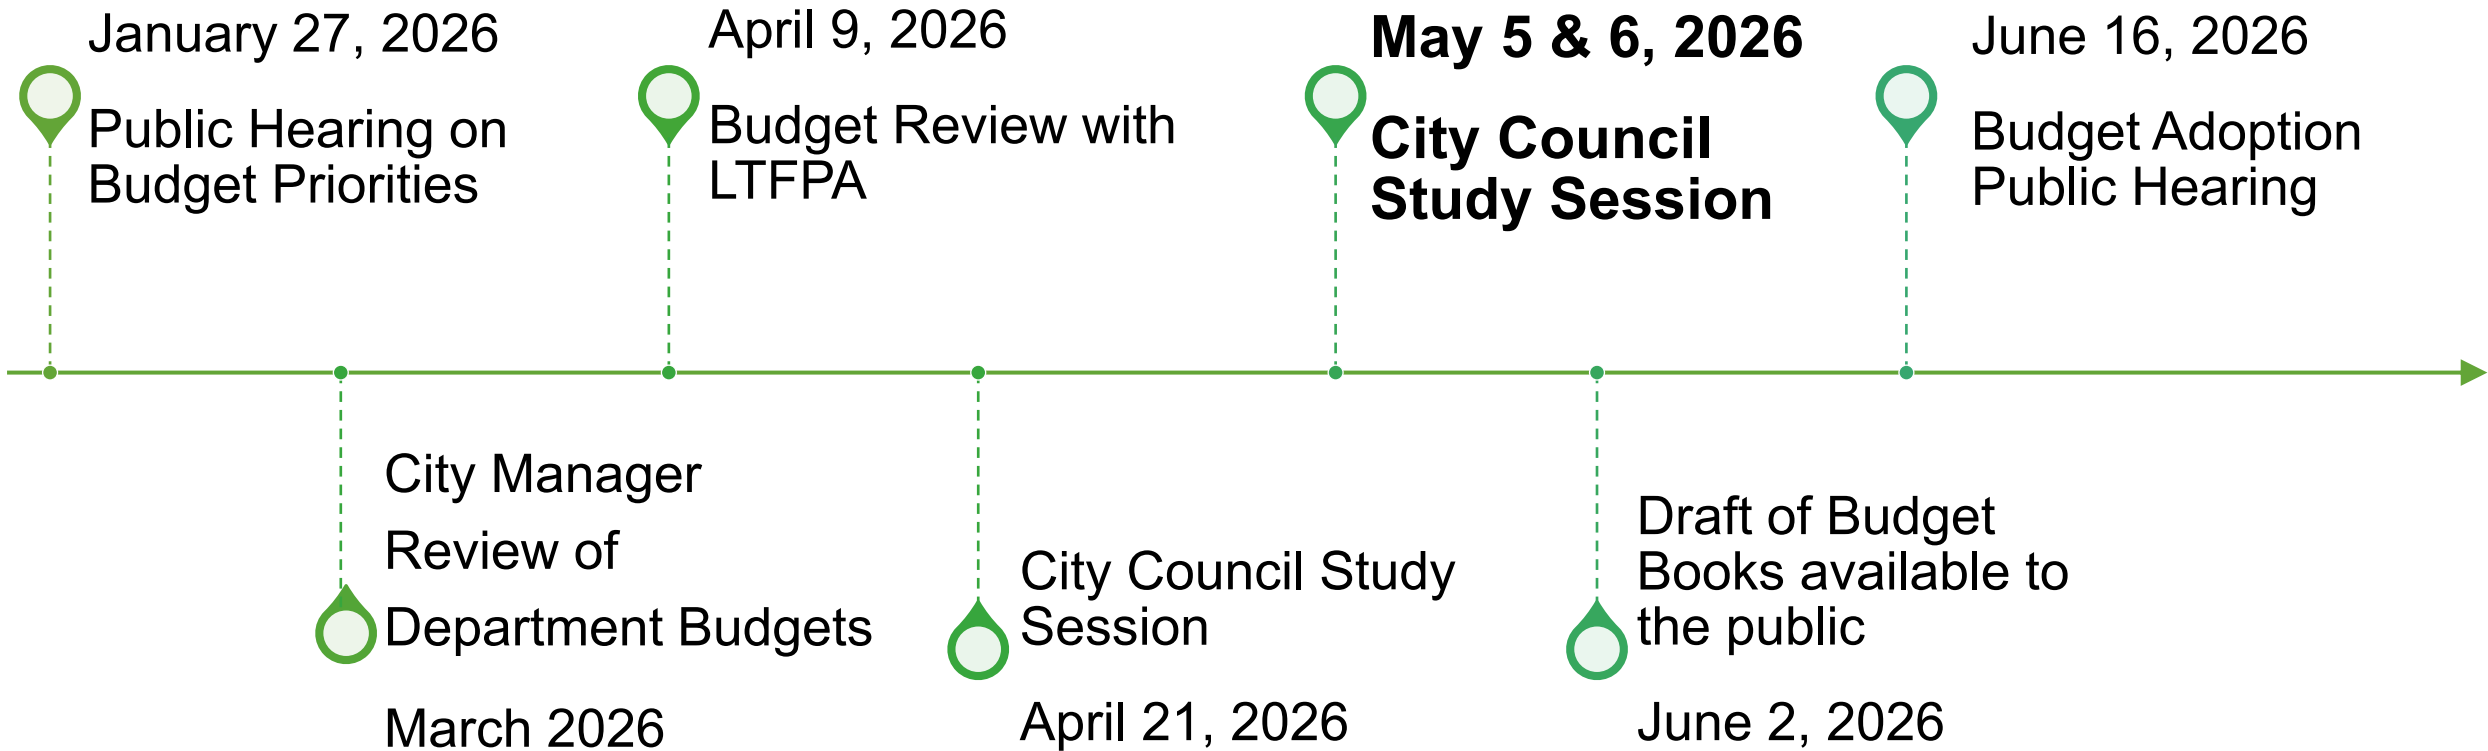 January 27, 2026
Public Hearing on
Budget Priorities
City Manager
Review of
Department Budgets
March 2026
April 9, 2026
Budget Review with
LTFPA
City Council Study
Session
April 21, 2026
May 5 & 6, 2026
City Council
Study Session
Draft of Budget
Books available to
the public
June 2, 2026
June 16, 2026
Budget Adoption
Public Hearing